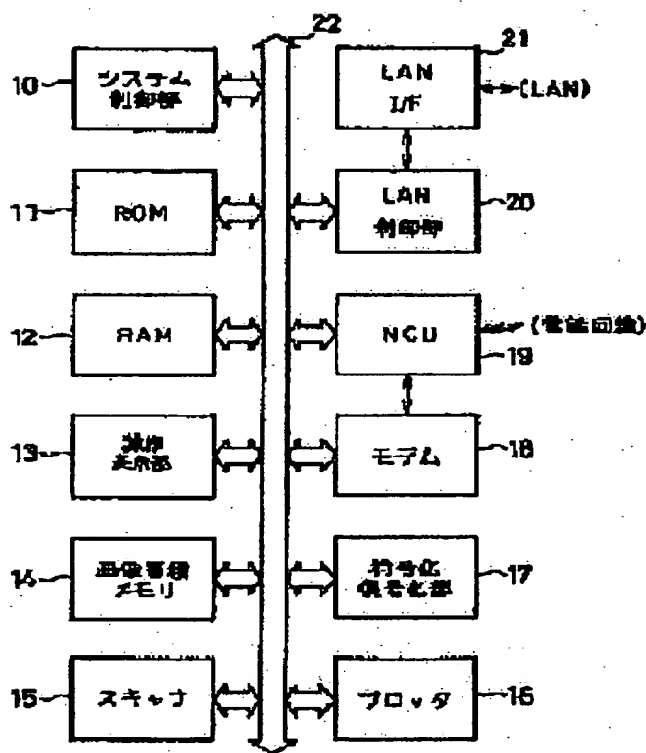 22
21
10
システム
制御部
LAN
I/F
(LAN)
11
ROM
LAN
制御部
20
12
RAM
NCU
(電話回線)
19
13
操作
表示部
モデム
18
14
画像蓄積
メモリ
符号化
復号化部
17
15
スキャナ
プロッタ
16